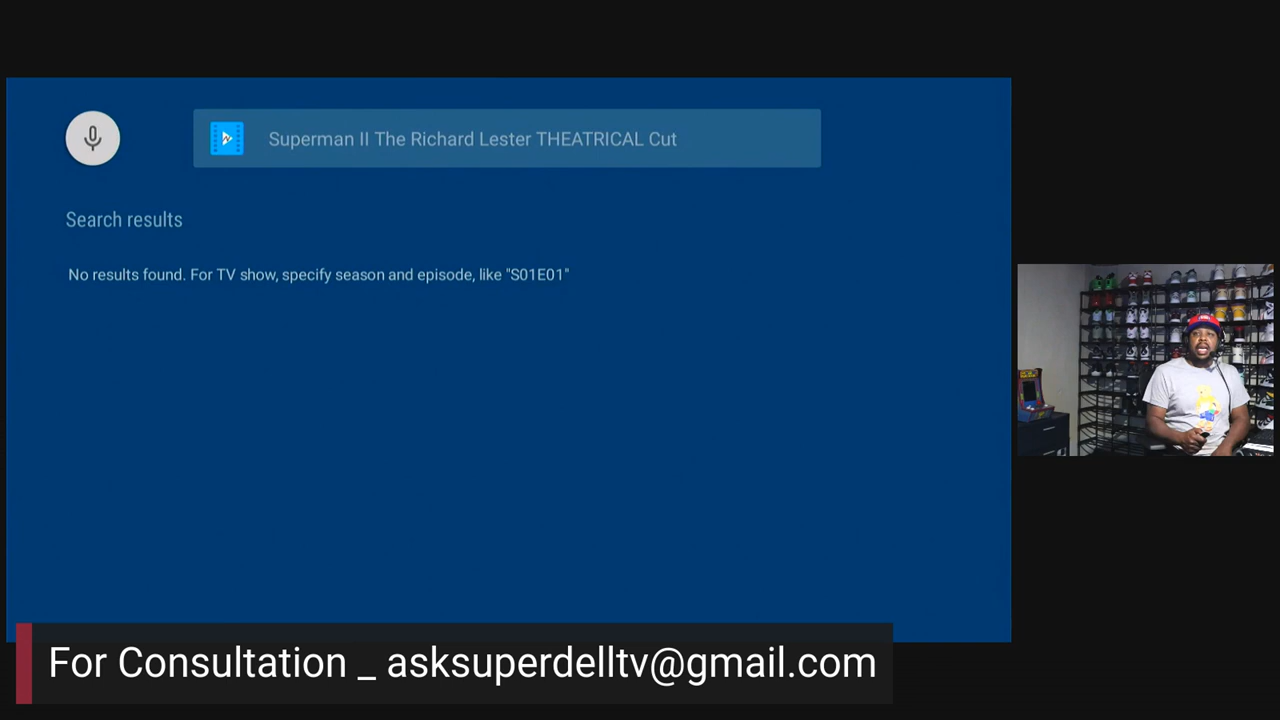 Superman II The Richard Lester THEATRICAL Cut
Search results
No results found. For TV show, specify season and episode, like "S01E01"
For Consultation _ asksuperdelltv@gmail.com